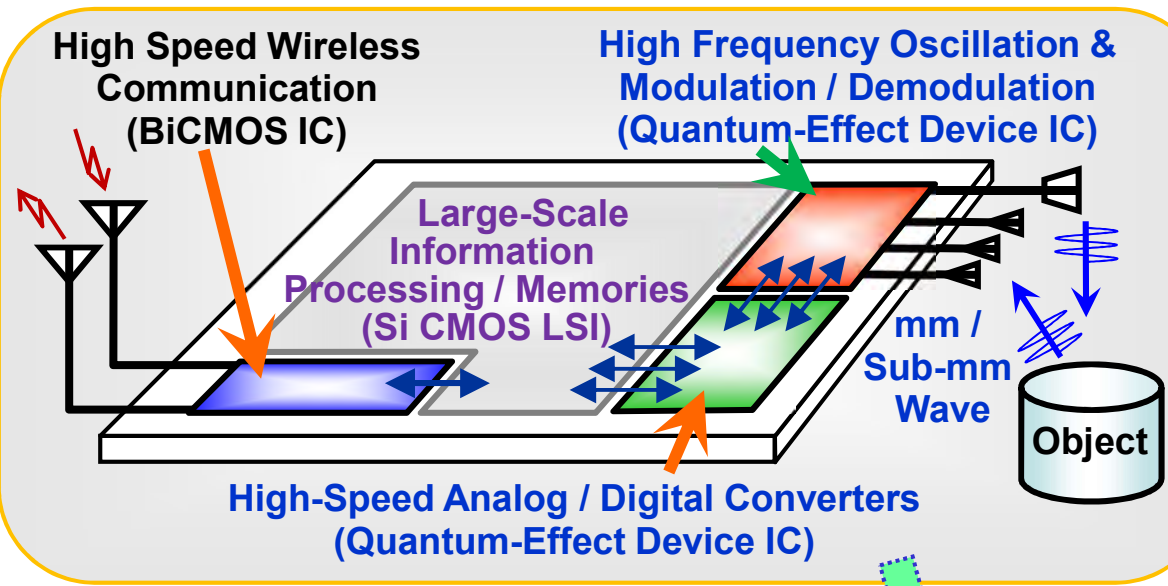 High Speed Wireless
Communication
(BiCMOS IC)
High Frequency Oscillation &
Modulation / Demodulation
(Quantum-Effect Device IC)
Large-Scale
Information
Processing / Memories
(Si CMOS LSI)
mm /
Sub-mm
Wave
Object
High-Speed Analog / Digital Converters
(Quantum-Effect Device IC)